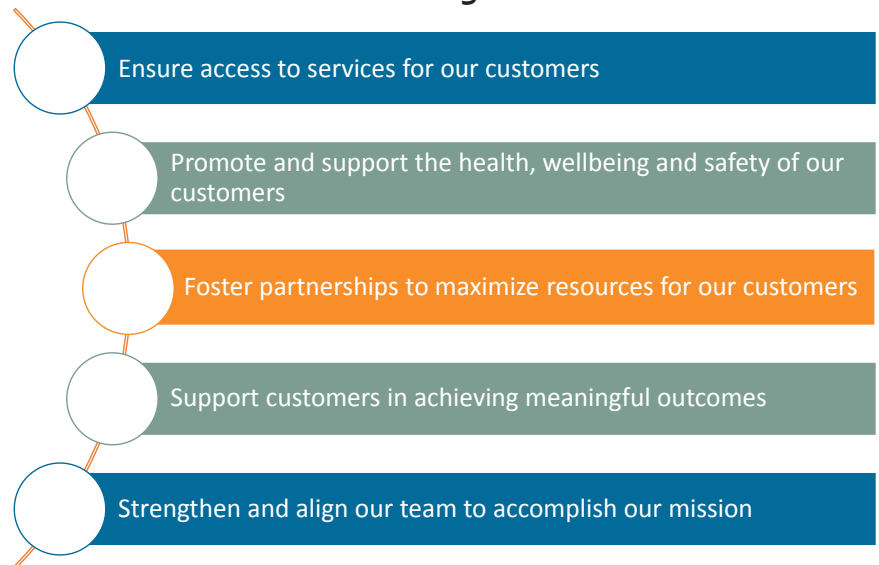 Ensure access to services for our customers
Promote and support the health, wellbeing and safety of our
customers
Foster partnerships to maximize resources for our customers
Support customers in achieving meaningful outcomes
Strengthen and align our team to accomplish our mission